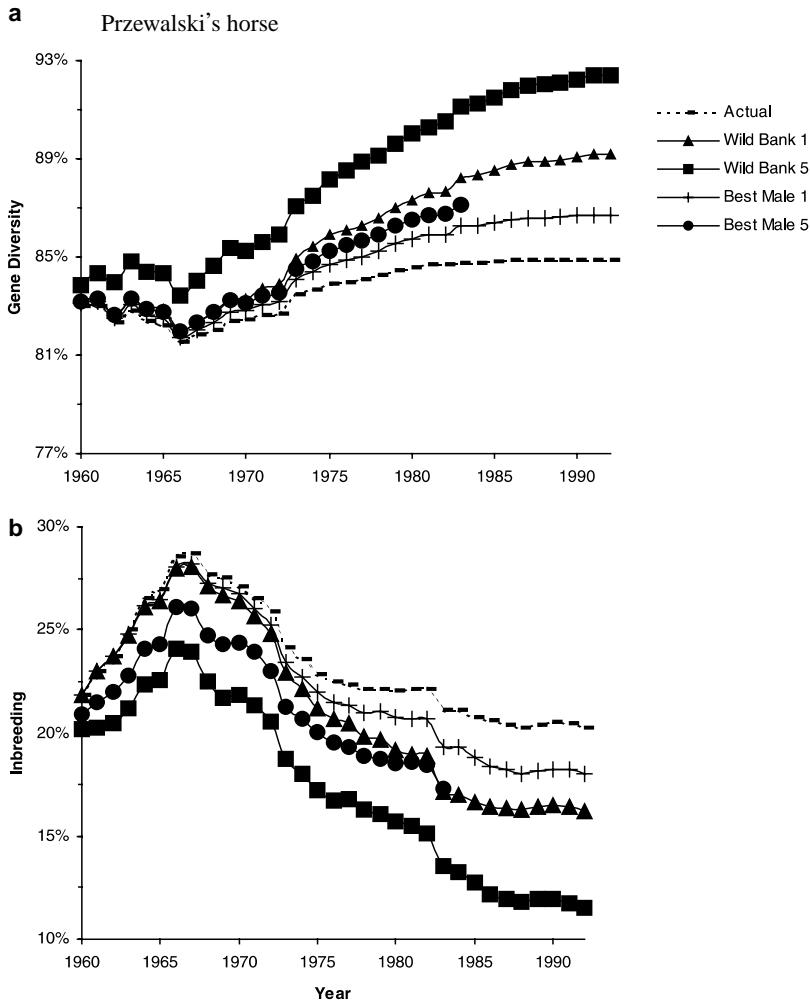 a
Przewalski’s horse
93%
89%
85%
81%
77%
Gene Diversity
1960 1965 1970 1975 1980 1985 1990
Actual
Wild Bank 1
Wild Bank 5
Best Male 1
Best Male 5
b
30%
25%
20%
15%
10%
Inbreeding
1960 1965 1970 1975 1980 1985 1990
Year